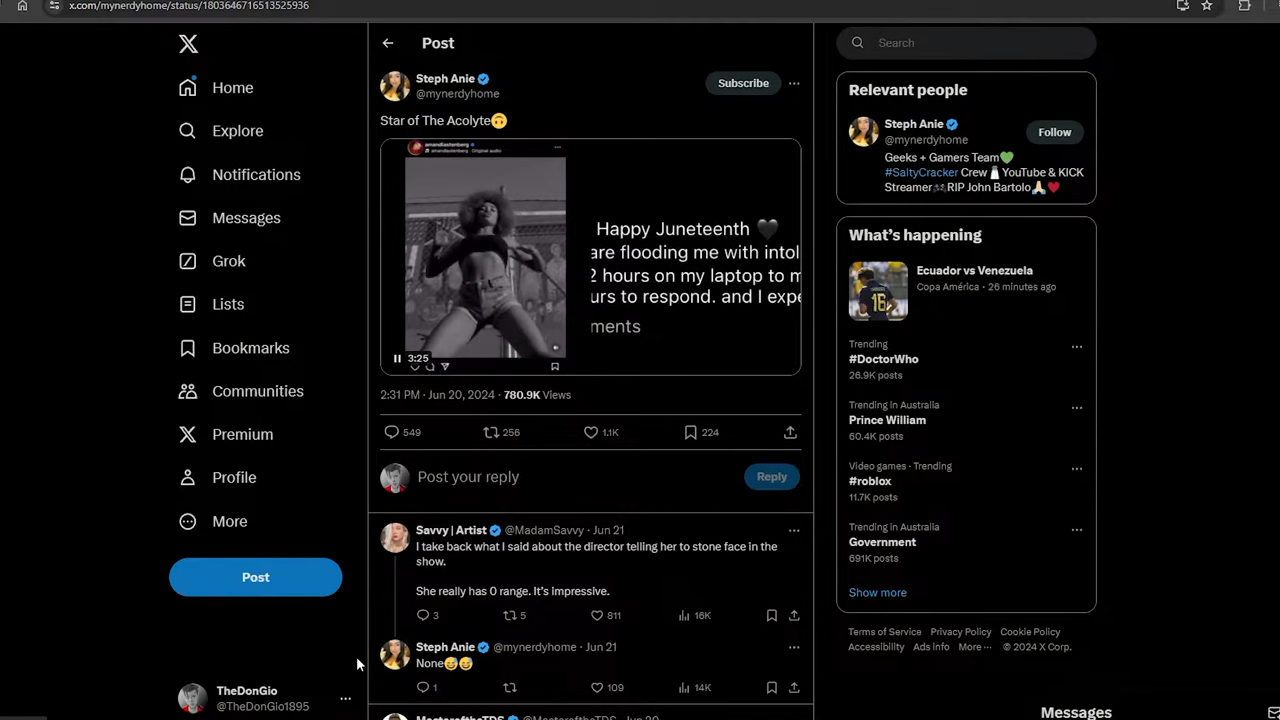 x.com/mynerdyhome/status/1803646716513525936
Home
Explore
Notifications
Messages
Grok
Lists
Bookmarks
Communities
Premium
Profile
More
Post
TheDonGio
@TheDonGio1895
Post
Steph Anie
@mynerdyhome
Subscribe
Star of The Acolyte🙃
amandlastenberg
amandlastenberg · Original audio
Happy Juneteenth 🖤
are flooding me with intol
2 hours on my laptop to m
urs to respond. and I expe
ments
3:25
2:31 PM · Jun 20, 2024 · 780.9K Views
549
256
1.1K
224
Post your reply
Reply
Savvy | Artist @MadamSavvy · Jun 21
I take back what I said about the director telling her to stone face in the
show.
She really has 0 range. It's impressive.
3
5
811
16K
Steph Anie @mynerdyhome · Jun 21
None😅😅
1
109
14K
MasteroftheTDS @MasteroftheTDS · Jun 20
Search
Relevant people
Steph Anie
@mynerdyhome
Follow
Geeks + Gamers Team💚
#SaltyCracker Crew🧂YouTube & KICK
Streamer🎮RIP John Bartolo🙏❤️
What's happening
Ecuador vs Venezuela
Copa América · 26 minutes ago
16
Trending
#DoctorWho
26.9K posts
Trending in Australia
Prince William
60.4K posts
Video games · Trending
#roblox
11.7K posts
Trending in Australia
Government
691K posts
Show more
Terms of Service Privacy Policy Cookie Policy
Accessibility Ads info More ··· © 2024 X Corp.
Messages